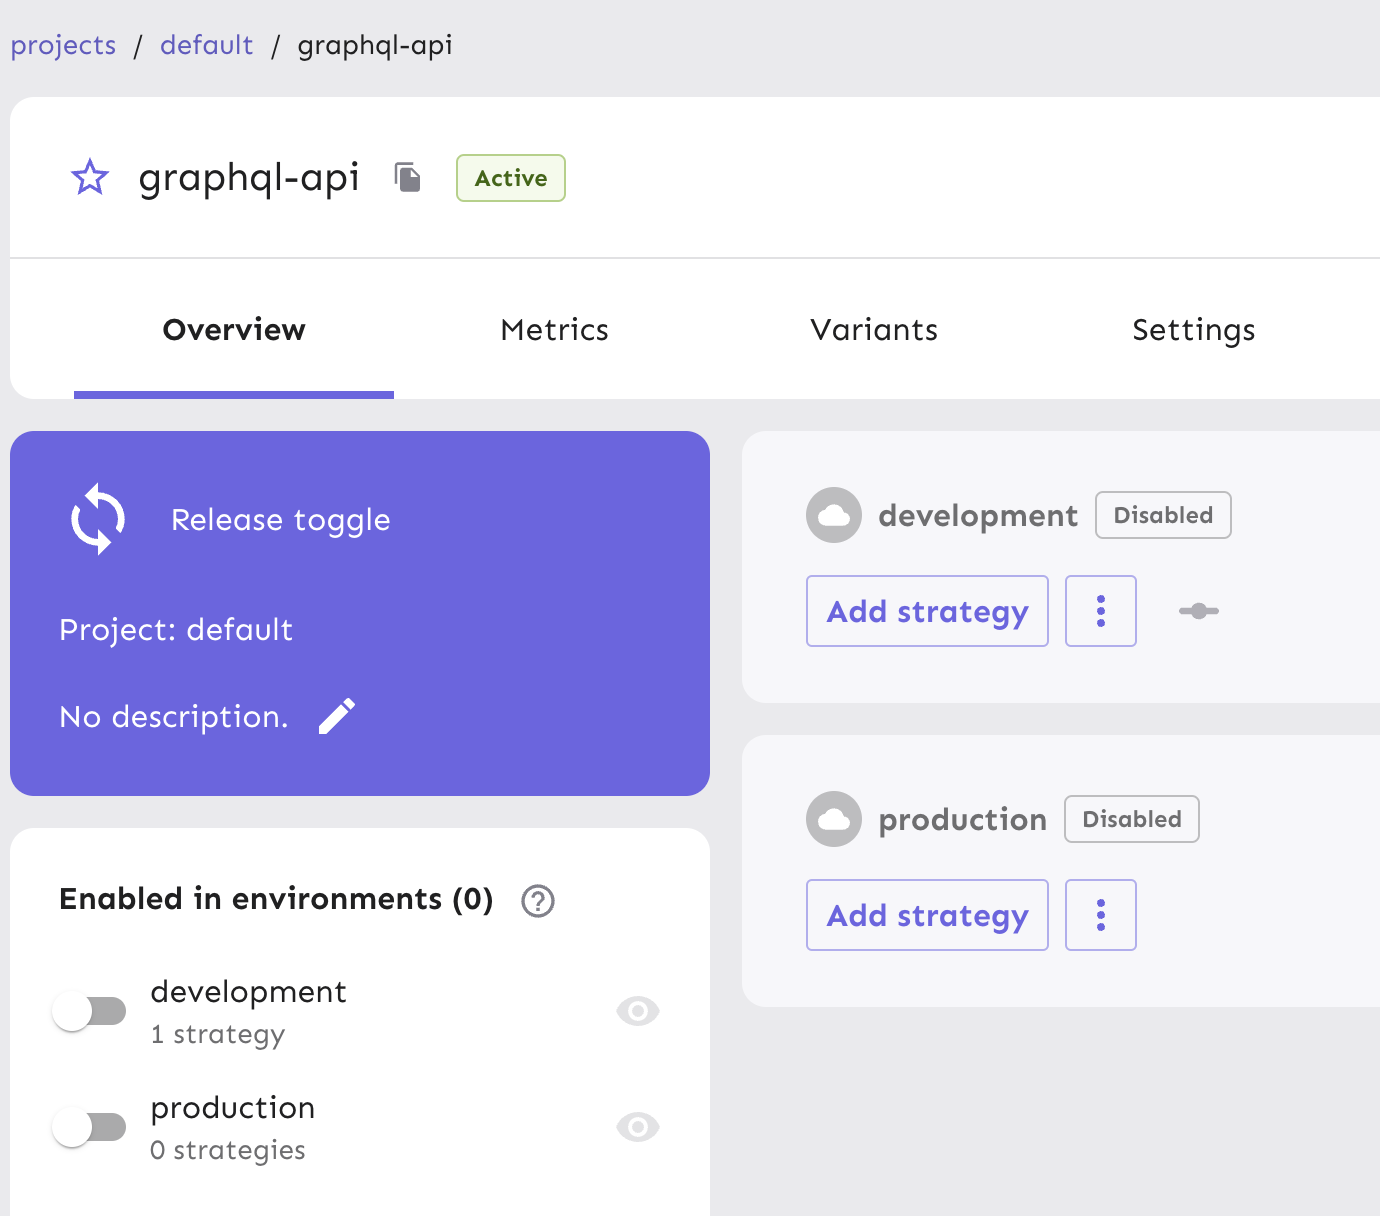 projects / default / graphql-api
graphql-api Active
Overview Metrics Variants Settings
Release toggle
Project: default
No description.
Enabled in environments (0) ?
development
1 strategy
production
0 strategies
development Disabled
Add strategy
production Disabled
Add strategy